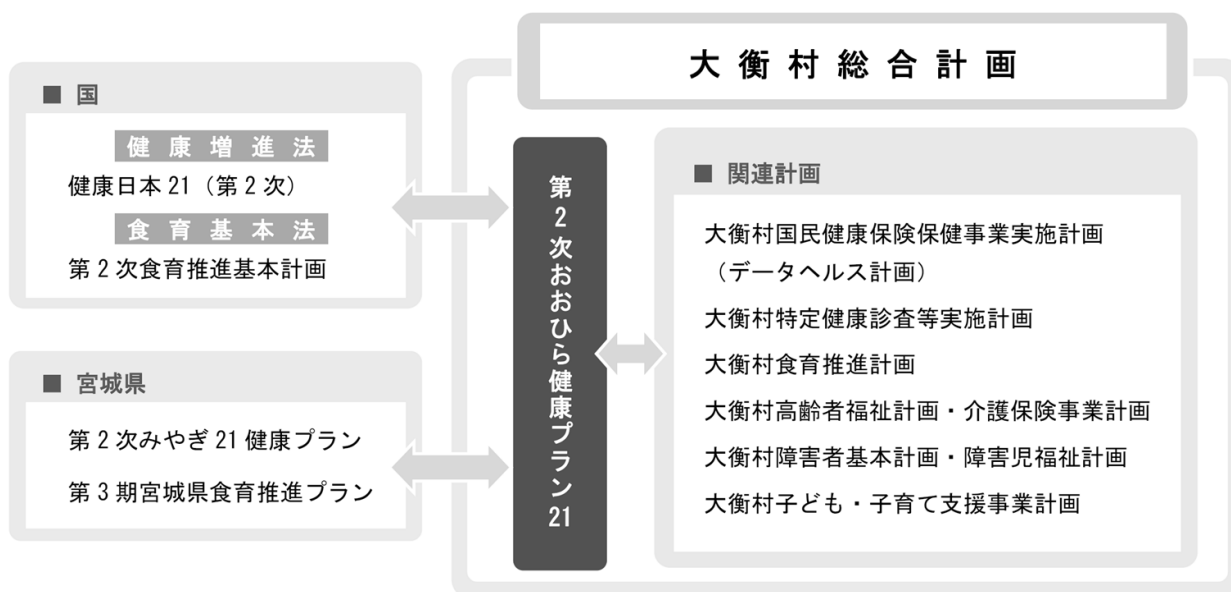 大衡村総合計画
■ 国
健康増進法
健康日本21(第2次)
食育基本法
第2次食育推進基本計画
■ 宮城県
第2次みやぎ21健康プラン
第3期宮城県食育推進プラン
第2次おおひら健康プラン21
■ 関連計画
大衡村国民健康保険保健事業実施計画
(データヘルス計画)
大衡村特定健康診査等実施計画
大衡村食育推進計画
大衡村高齢者福祉計画・介護保険事業計画
大衡村障害者基本計画・障害児福祉計画
大衡村子ども・子育て支援事業計画